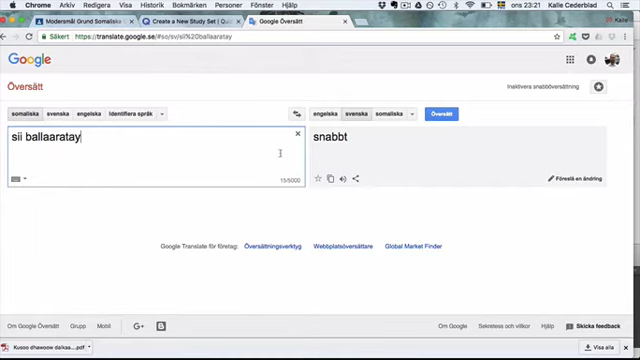 Chrome Arkiv Redigera Visa Historik Bokmärken Personer Fönster Hjälp ons 23:21 Kalle Cederblad
Modersmål Grund Somaliska
Create a New Study Set | Qui
Google Översätt
Kalle
Säkert https://translate.google.se/#so/sv/sii%20ballaaratay
Google
Översätt
Inaktivera snabböversättning
somaliska svenska engelska Identifiera språk
engelska svenska somaliska Översätt
sii ballaaratay
snabbt
15/5000
Föreslå en ändring
Google Translate för företag: Översättningsverktyg Webbplatsöversättare Global Market Finder
Om Google Översätt Grupp Mobil G+ B Om Google Sekretess och villkor Hjälp Skicka feedback
Kusoo dhawoow da'kaa....pdf
Visa alla